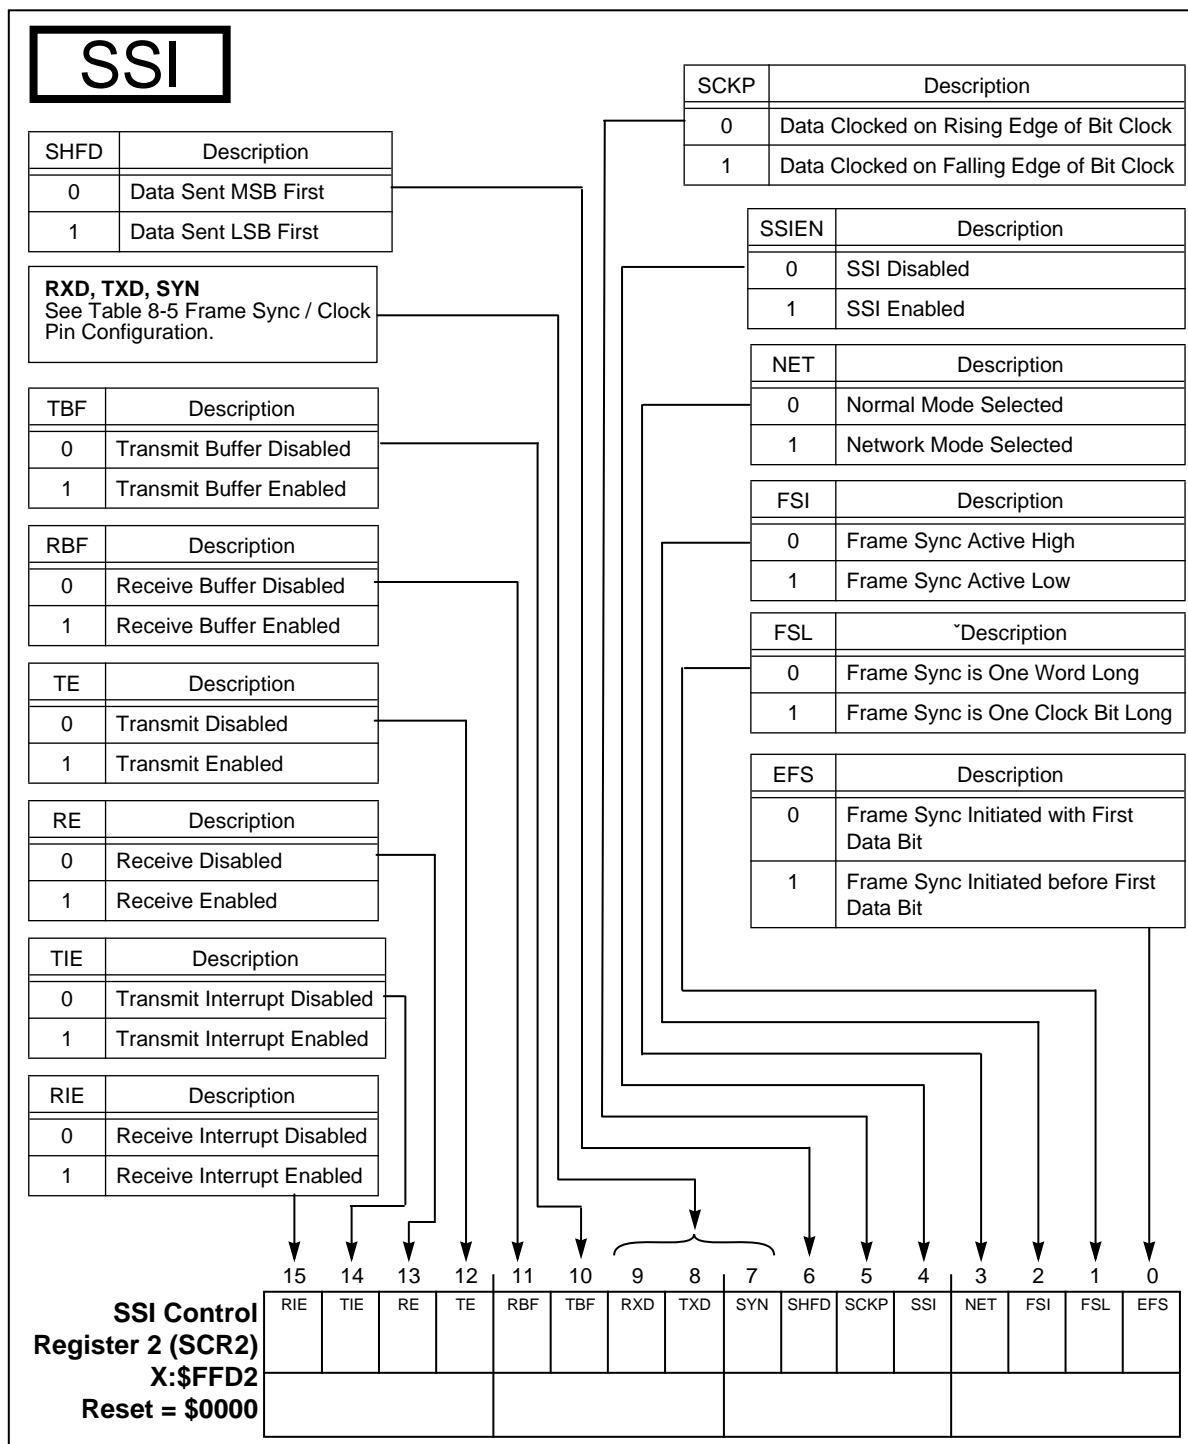 SSI
SHFD Description
0 Data Sent MSB First
1 Data Sent LSB First
RXD, TXD, SYN
See Table 8-5 Frame Sync / Clock
Pin Configuration.
TBF Description
0 Transmit Buffer Disabled
1 Transmit Buffer Enabled
RBF Description
0 Receive Buffer Disabled
1 Receive Buffer Enabled
TE Description
0 Transmit Disabled
1 Transmit Enabled
RE Description
0 Receive Disabled
1 Receive Enabled
TIE Description
0 Transmit Interrupt Disabled
1 Transmit Interrupt Enabled
RIE Description
0 Receive Interrupt Disabled
1 Receive Interrupt Enabled
SCKP Description
0 Data Clocked on Rising Edge of Bit Clock
1 Data Clocked on Falling Edge of Bit Clock
SSIEN Description
0 SSI Disabled
1 SSI Enabled
NET Description
0 Normal Mode Selected
1 Network Mode Selected
FSI Description
0 Frame Sync Active High
1 Frame Sync Active Low
FSL ˇDescription
0 Frame Sync is One Word Long
1 Frame Sync is One Clock Bit Long
EFS Description
0 Frame Sync Initiated with First
Data Bit
1 Frame Sync Initiated before First
Data Bit
15 14 13 12 11 10 9 8 7 6 5 4 3 2 1 0
RIE TIE RE TE RBF TBF RXD TXD SYN SHFD SCKP SSI NET FSI FSL EFS
SSI Control
Register 2 (SCR2)
X:$FFD2
Reset = $0000